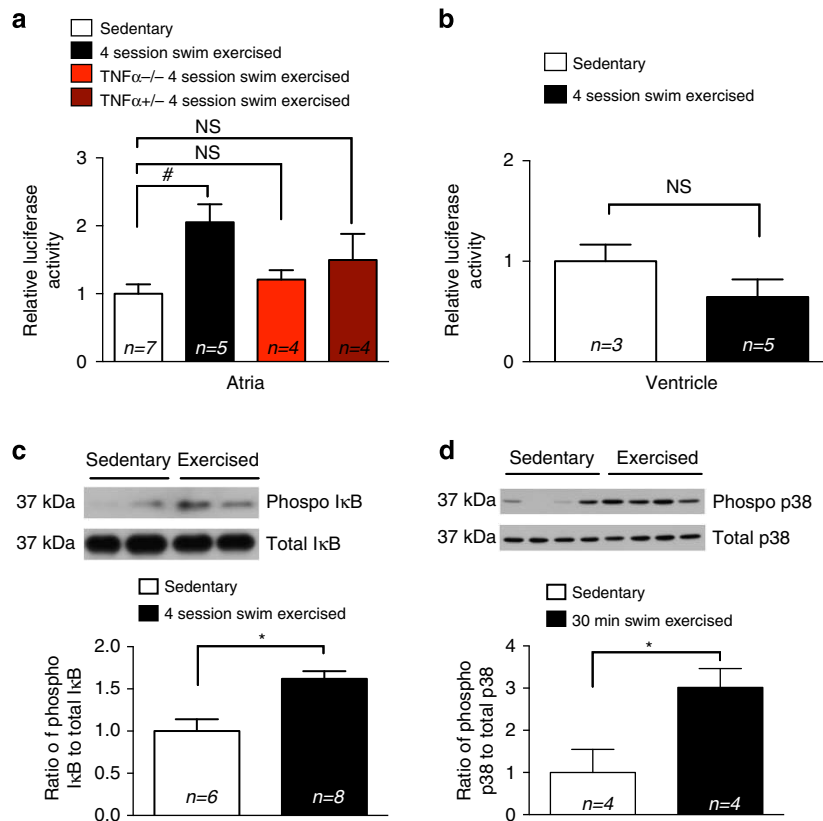 a
Sedentary
4 session swim exercised
TNFα–/– 4 session swim exercised
TNFα+/– 4 session swim exercised
NS
NS
#
3
2
1
0
Relative luciferase
activity
n=7
n=5
n=4
n=4
Atria
b
Sedentary
4 session swim exercised
2
1
0
Relative luciferase
activity
NS
n=3
n=5
Ventricle
c
Sedentary Exercised
37 kDa Phospo IκB
37 kDa Total IκB
Sedentary
4 session swim exercised
2.0
1.5
1.0
0.5
0.0
Ratio o f phospho
IκB to total IκB
*
n=6
n=8
d
Sedentary Exercised
37 kDa Phospo p38
37 kDa Total p38
Sedentary
30 min swim exercised
4
3
2
1
0
Ratio of phospho
p38 to total p38
*
n=4
n=4